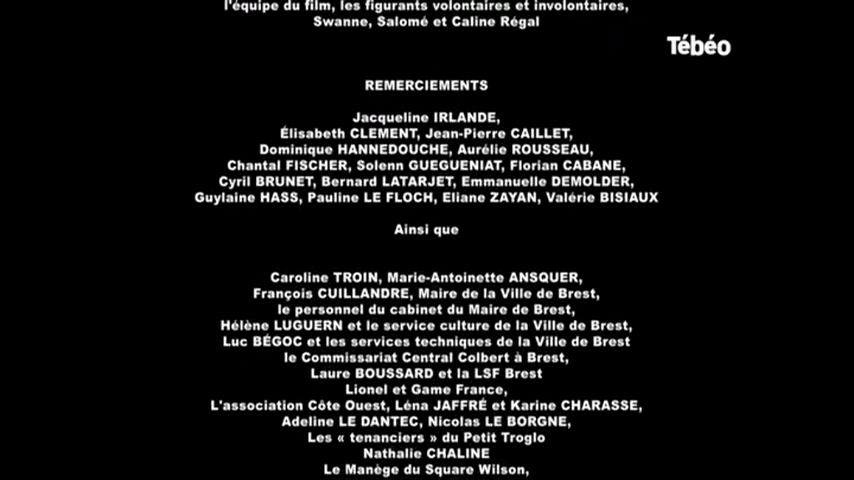 l'équipe du film, les figurants volontaires et involontaires,
Swanne, Salomé et Caline Régal
Tébéo
REMERCIEMENTS
Jacqueline IRLANDE,
Élisabeth CLEMENT, Jean-Pierre CAILLET,
Dominique HANNEDOUCHE, Aurélie ROUSSEAU,
Chantal FISCHER, Solenn GUEGUENIAT, Florian CABANE,
Cyril BRUNET, Bernard LATARJET, Emmanuelle DEMOLDER,
Guylaine HASS, Pauline LE FLOCH, Eliane ZAYAN, Valérie BISIAUX
Ainsi que
Caroline TROIN, Marie-Antoinette ANSQUER,
François CUILLANDRE, Maire de la Ville de Brest,
le personnel du cabinet du Maire de Brest,
Hélène LUGUERN et le service culture de la Ville de Brest,
Luc BÉGOC et les services techniques de la Ville de Brest
le Commissariat Central Colbert à Brest,
Laure BOUSSARD et la LSF Brest
Lionel et Game France,
L'association Côte Ouest, Léna JAFFRÉ et Karine CHARASSE,
Adeline LE DANTEC, Nicolas LE BORGNE,
Les « tenanciers » du Petit Troglo
Nathalie CHALINE
Le Manège du Square Wilson,